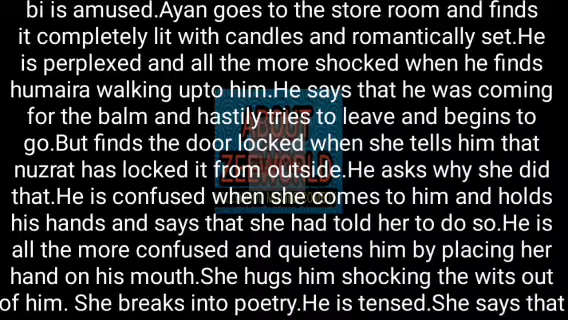 bi is amused.Ayan goes to the store room and finds
it completely lit with candles and romantically set.He
is perplexed and all the more shocked when he finds
humaira walking upto him.He says that he was coming
for the balm and hastily tries to leave and begins to
go.But finds the door locked when she tells him that
nuzrat has locked it from outside.He asks why she did
that.He is confused when she comes to him and holds
his hands and says that she had told her to do so.He is
all the more confused and quietens him by placing her
hand on his mouth.She hugs him shocking the wits out
of him. She breaks into poetry.He is tensed.She says that
ABOUT
ZEEWORLD